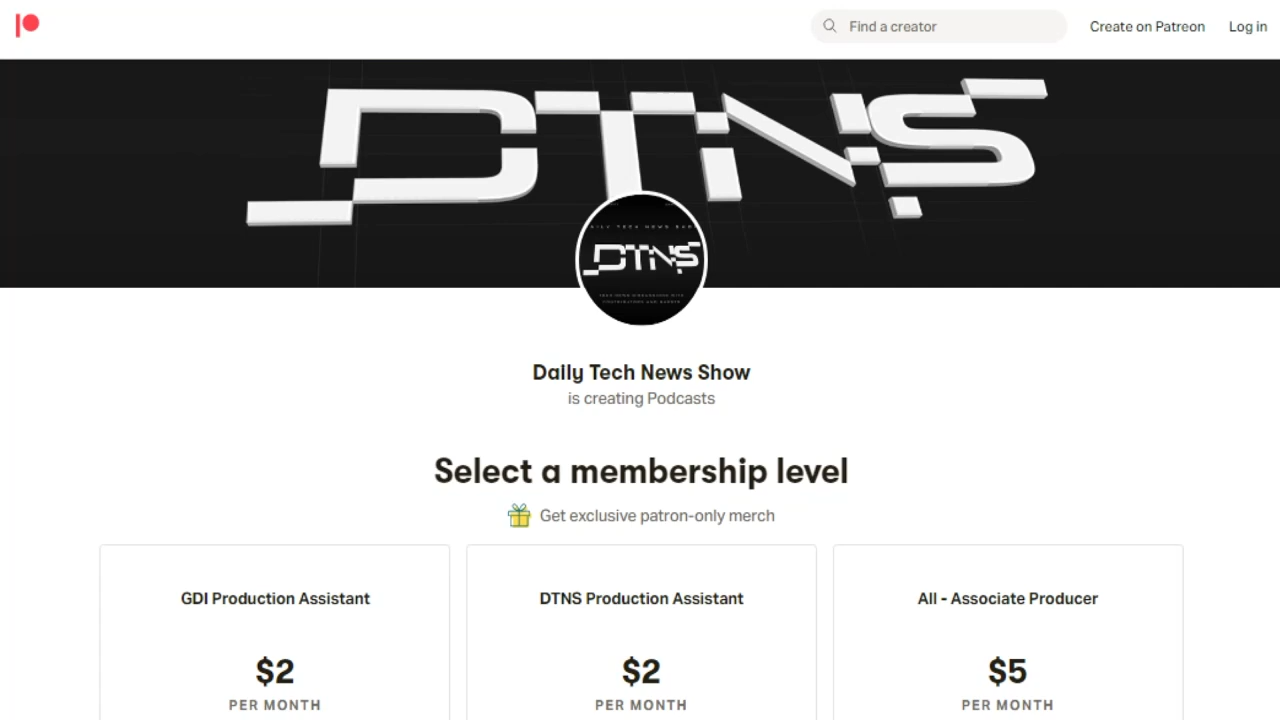 Find a creator
Create on Patreon
Log in
DTNS
DTNS
Daily Tech News Show
is creating Podcasts
Select a membership level
Get exclusive patron-only merch
GDI Production Assistant
$2
PER MONTH
DTNS Production Assistant
$2
PER MONTH
All - Associate Producer
$5
PER MONTH